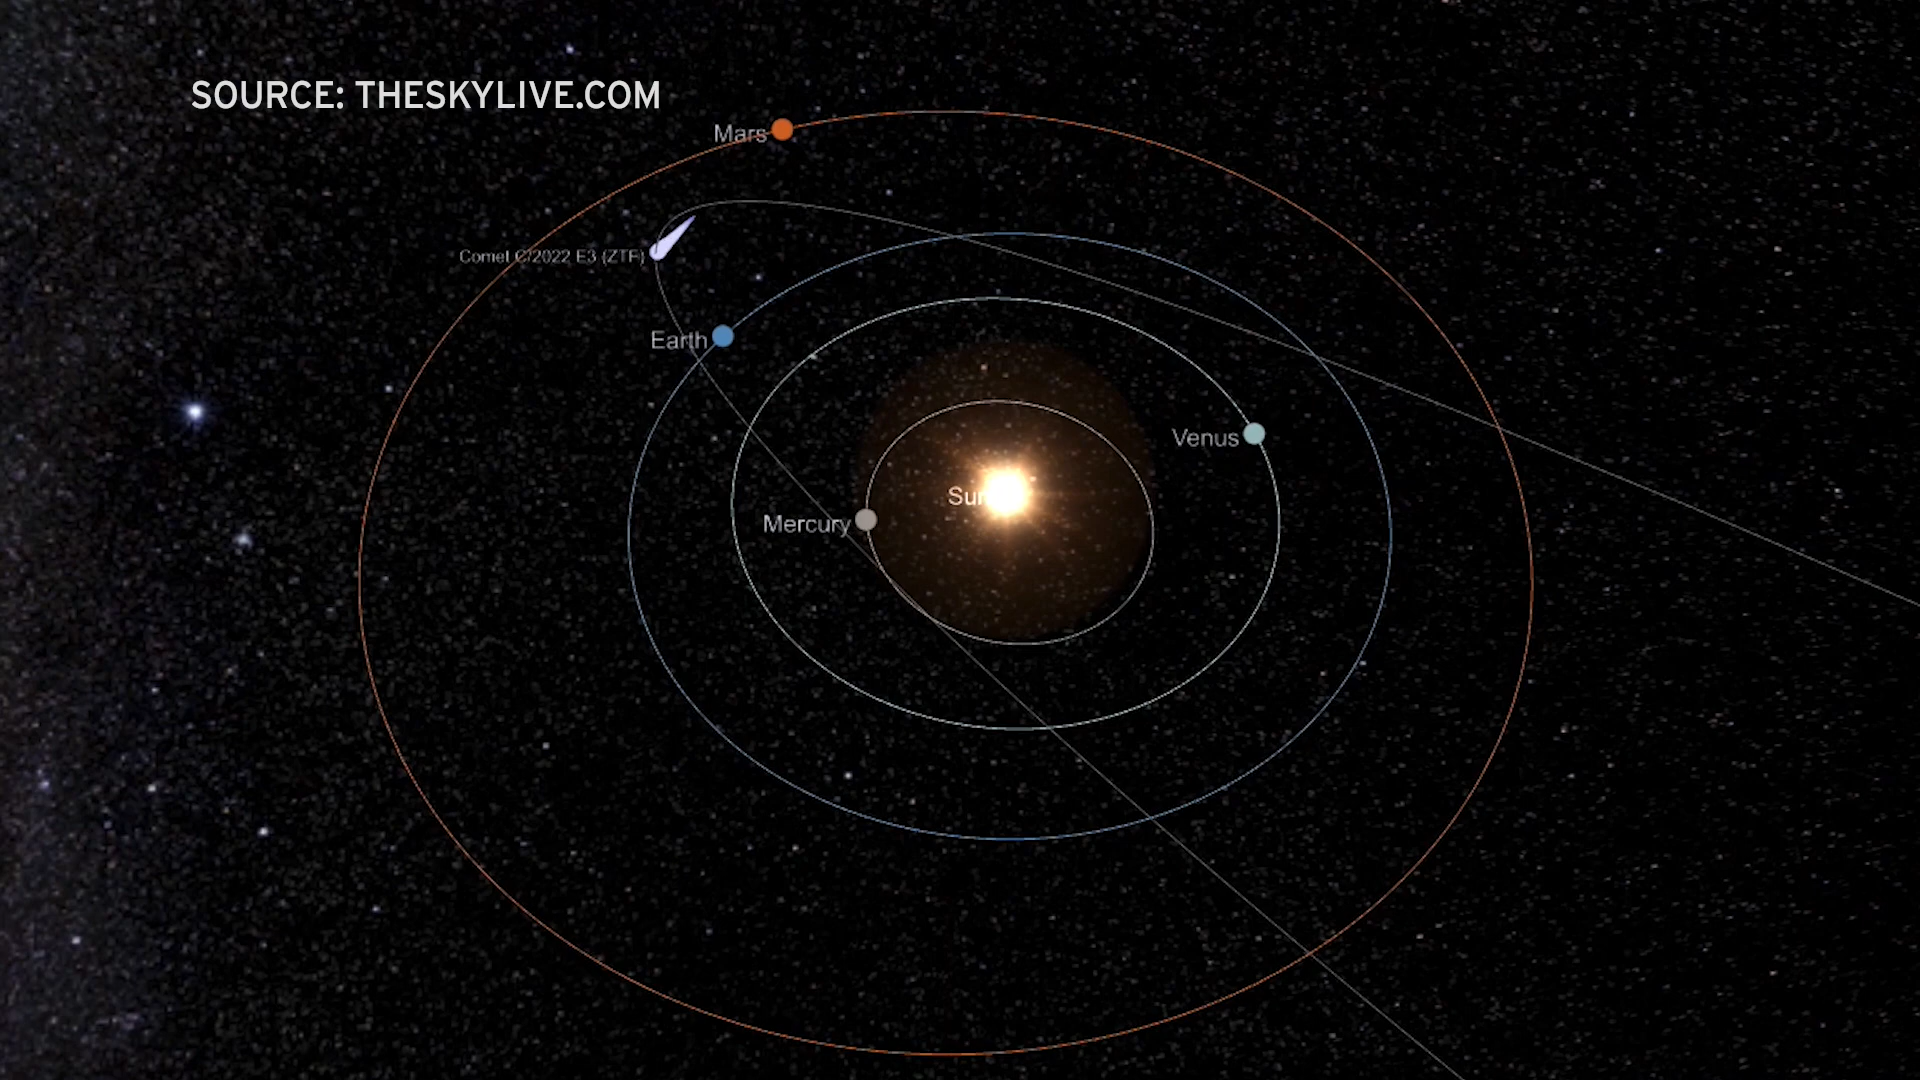 SOURCE: THESKYLIVE.COM
Mars
Comet C/2022 E3 (ZTF)
Earth
Venus
Sun
Mercury